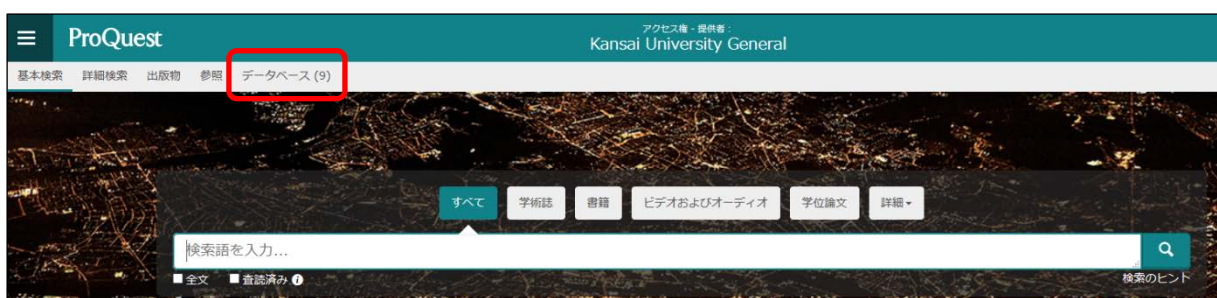 ProQuest
アクセス権 - 提供者 :
Kansai University General
基本検索 詳細検索 出版物 参照 データベース (9)
すべて 学術誌 書籍 ビデオおよびオーディオ 学位論文 詳細
検索語を入力...
全文 査読済み
検索のヒント